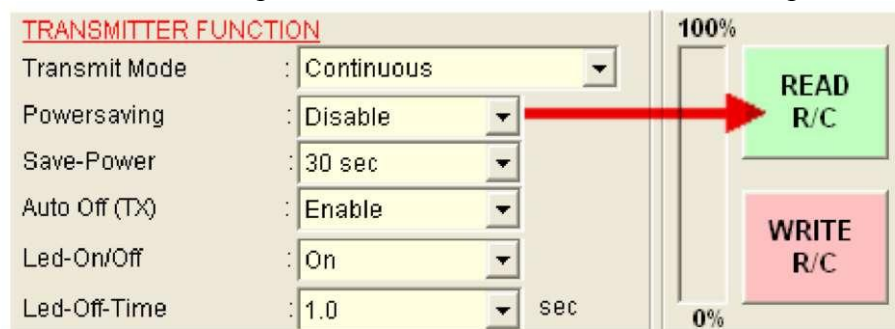 TRANSMITTER FUNCTION
Transmit Mode : Continuous
Powersaving : Disable
Save-Power : 30 sec
Auto Off (TX) : Enable
Led-On/Off : On
Led-Off-Time : 1.0 sec
100%
READ
R/C
WRITE
R/C
0%